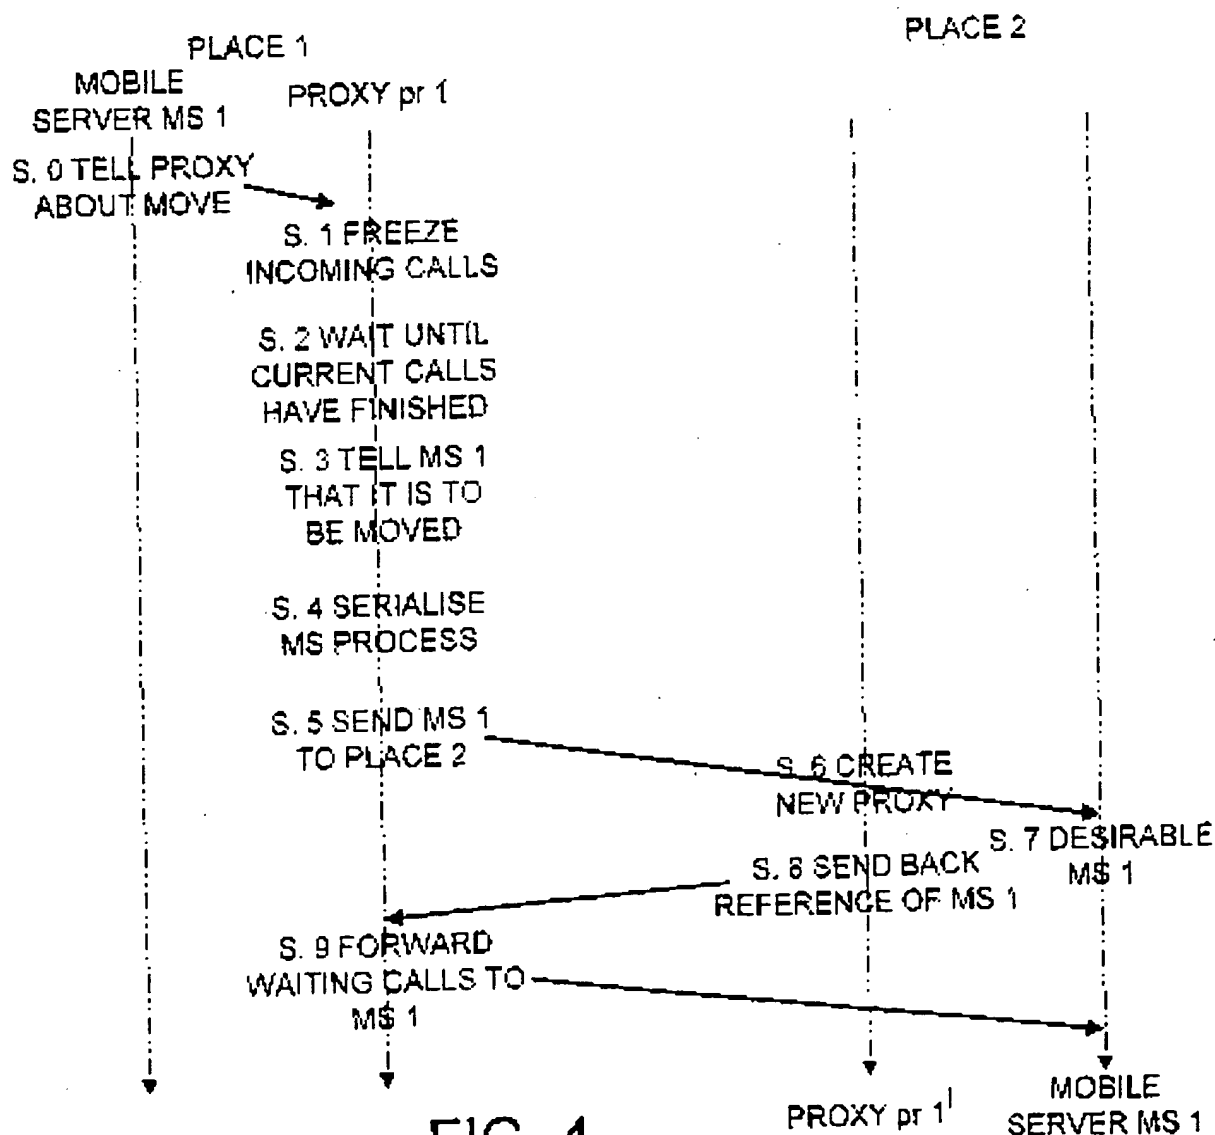 PLACE 1
PLACE 2
MOBILE
SERVER MS 1
PROXY pr 1
S. 0 TELL PROXY
ABOUT MOVE
S. 1 FREEZE
INCOMING CALLS
S. 2 WAIT UNTIL
CURRENT CALLS
HAVE FINISHED
S. 3 TELL MS 1
THAT IT IS TO
BE MOVED
S. 4 SERIALISE
MS PROCESS
S. 5 SEND MS 1
TO PLACE 2
S. 6 CREATE
NEW PROXY
S. 7 DESIRABLE
MS 1
S. 8 SEND BACK
REFERENCE OF MS 1
S. 9 FORWARD
WAITING CALLS TO
MS 1
PROXY pr 1'
MOBILE
SERVER MS 1